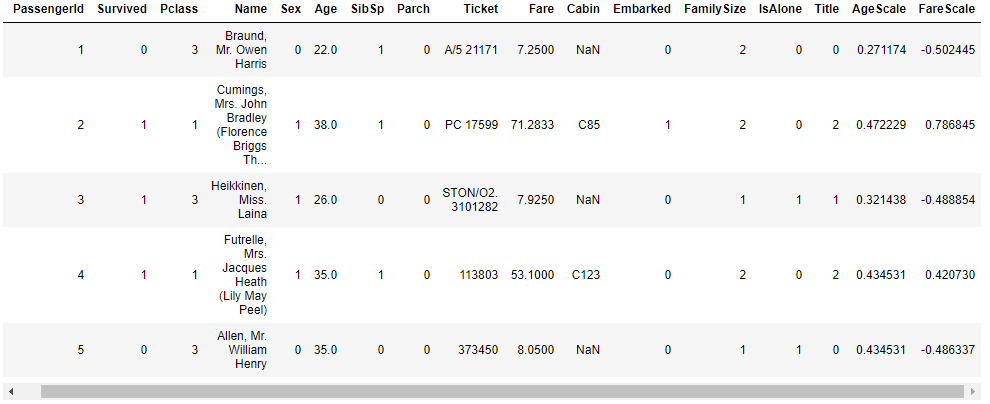 PassengerId Survived Pclass Name Sex Age SibSp Parch Ticket Fare Cabin Embarked FamilySize IsAlone Title AgeScale FareScale
1 0 3 Braund, Mr. Owen Harris 0 22.0 1 0 A/5 21171 7.2500 NaN 0 2 0 0 0.271174 -0.502445
2 1 1 Cumings, Mrs. John Bradley (Florence Briggs Th... 1 38.0 1 0 PC 17599 71.2833 C85 1 2 0 2 0.472229 0.786845
3 1 3 Heikkinen, Miss. Laina 1 26.0 0 0 STON/O2. 3101282 7.9250 NaN 0 1 1 1 0.321438 -0.488854
4 1 1 Futrelle, Mrs. Jacques Heath (Lily May Peel) 1 35.0 1 0 113803 53.1000 C123 0 2 0 2 0.434531 0.420730
5 0 3 Allen, Mr. William Henry 0 35.0 0 0 373450 8.0500 NaN 0 1 1 0 0.434531 -0.486337